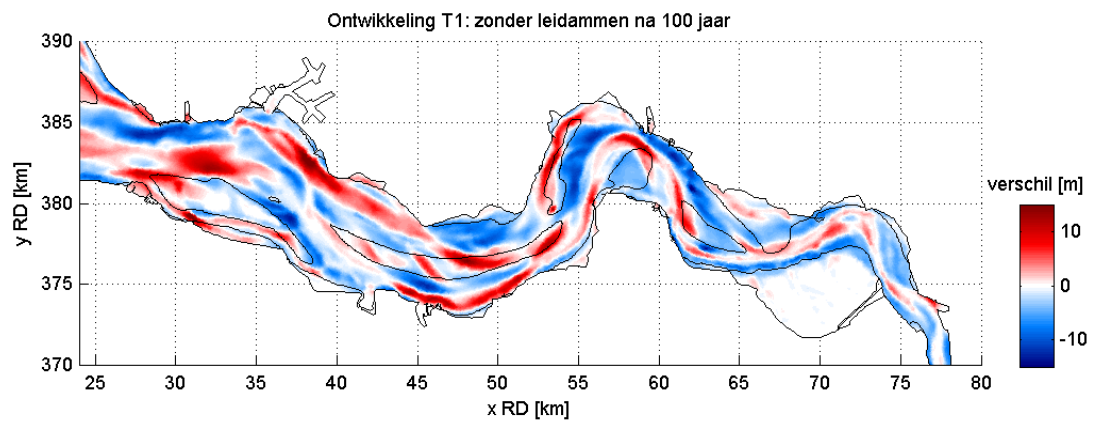 Ontwikkeling T1: zonder leidammen na 100 jaar
390
385
380
375
370
y RD [km]
25 30 35 40 45 50 55 60 65 70 75 80
x RD [km]
verschil [m]
10
0
-10